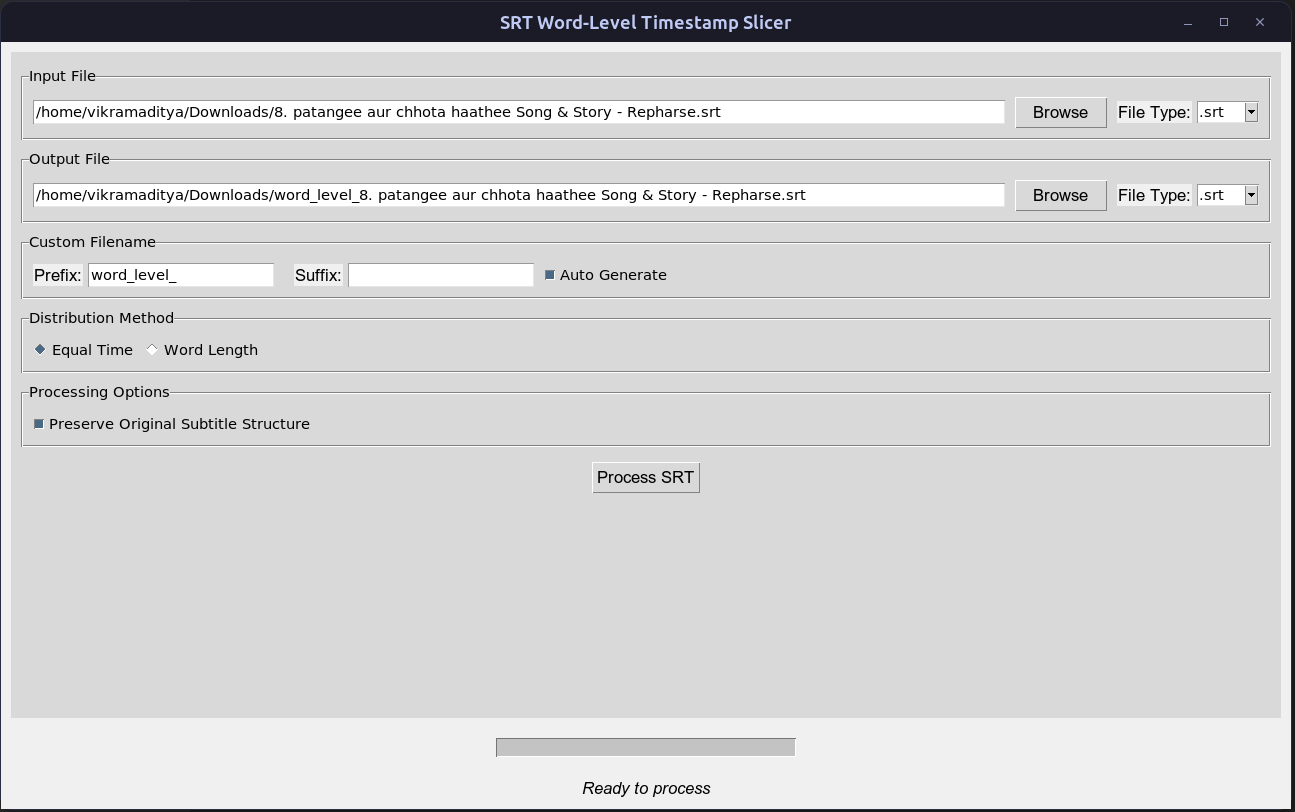 SRT Word-Level Timestamp Slicer
Input File
/home/vikramaditya/Downloads/8. patangee aur chhota haathee Song & Story - Repharse.srt Browse File Type: .srt
Output File
/home/vikramaditya/Downloads/word_level_8. patangee aur chhota haathee Song & Story - Repharse.srt Browse File Type: .srt
Custom Filename
Prefix: word_level_ Suffix: Auto Generate
Distribution Method
Equal Time Word Length
Processing Options
Preserve Original Subtitle Structure
Process SRT
Ready to process